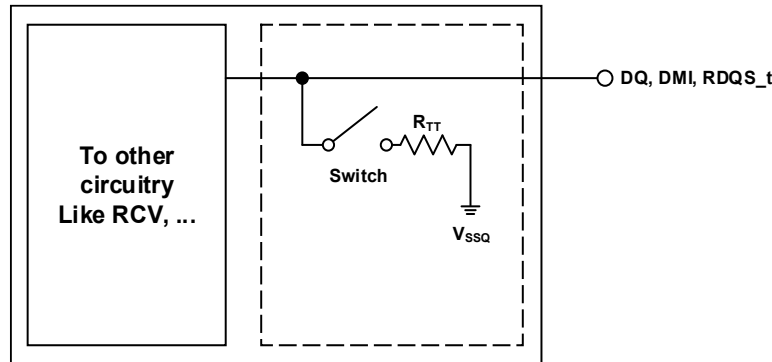 To other
circuitry
Like RCV, ...
DQ, DMI, RDQS_t
RTT
Switch
VSSQ